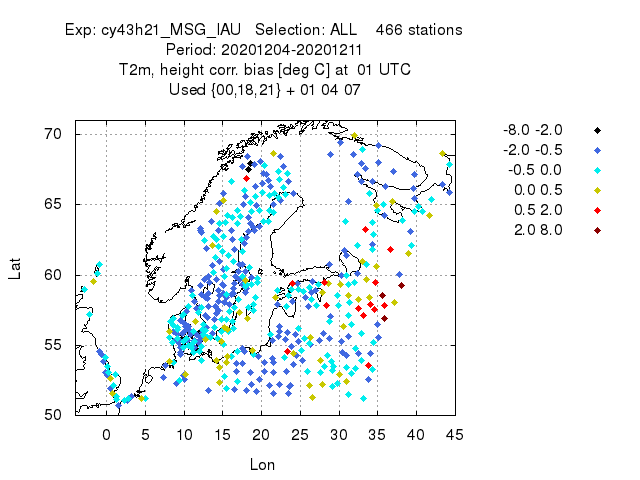 Exp: cy43h21_MSG_IAU   Selection: ALL    466 stations
Period: 20201204-20201211
T2m, height corr. bias [deg C] at  01 UTC
Used {00,18,21} + 01 04 07
-8.0 -2.0
-2.0 -0.5
-0.5 0.0
0.0 0.5
0.5 2.0
2.0 8.0
70
65
60
55
50
Lat
0 5 10 15 20 25 30 35 40 45
Lon